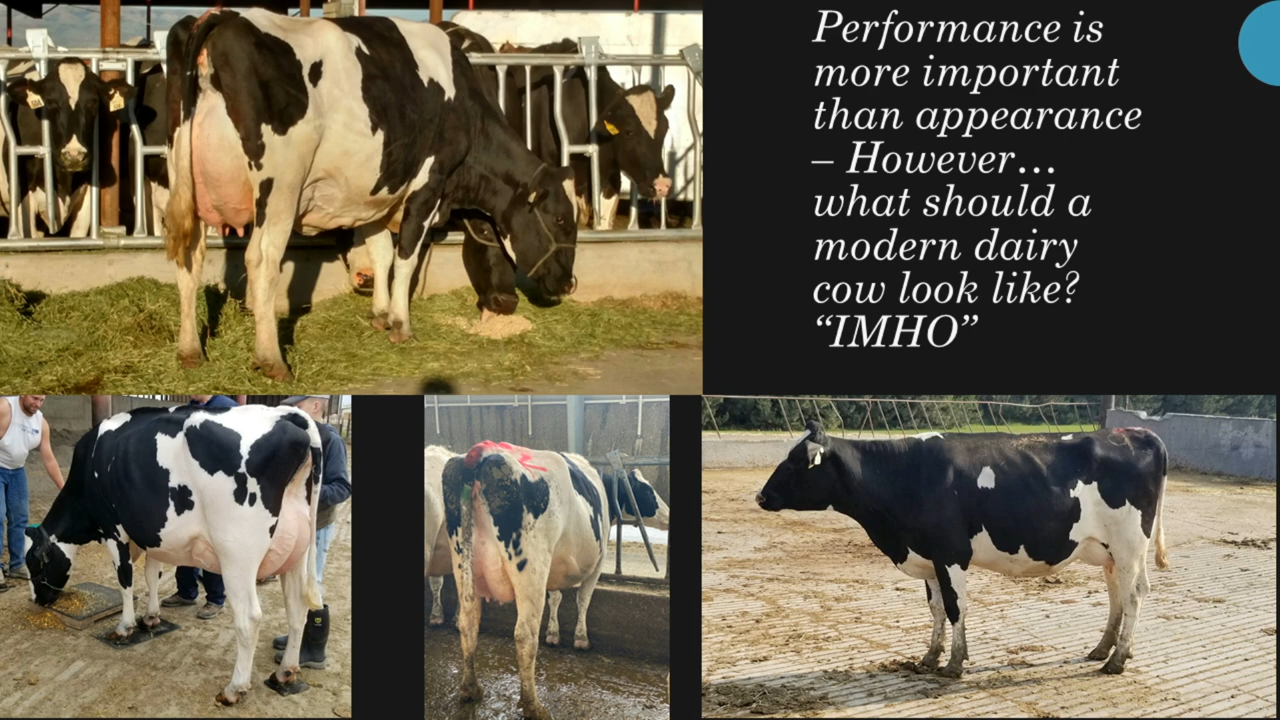 Performance is
more important
than appearance
– However…
what should a
modern dairy
cow look like?
“IMHO”